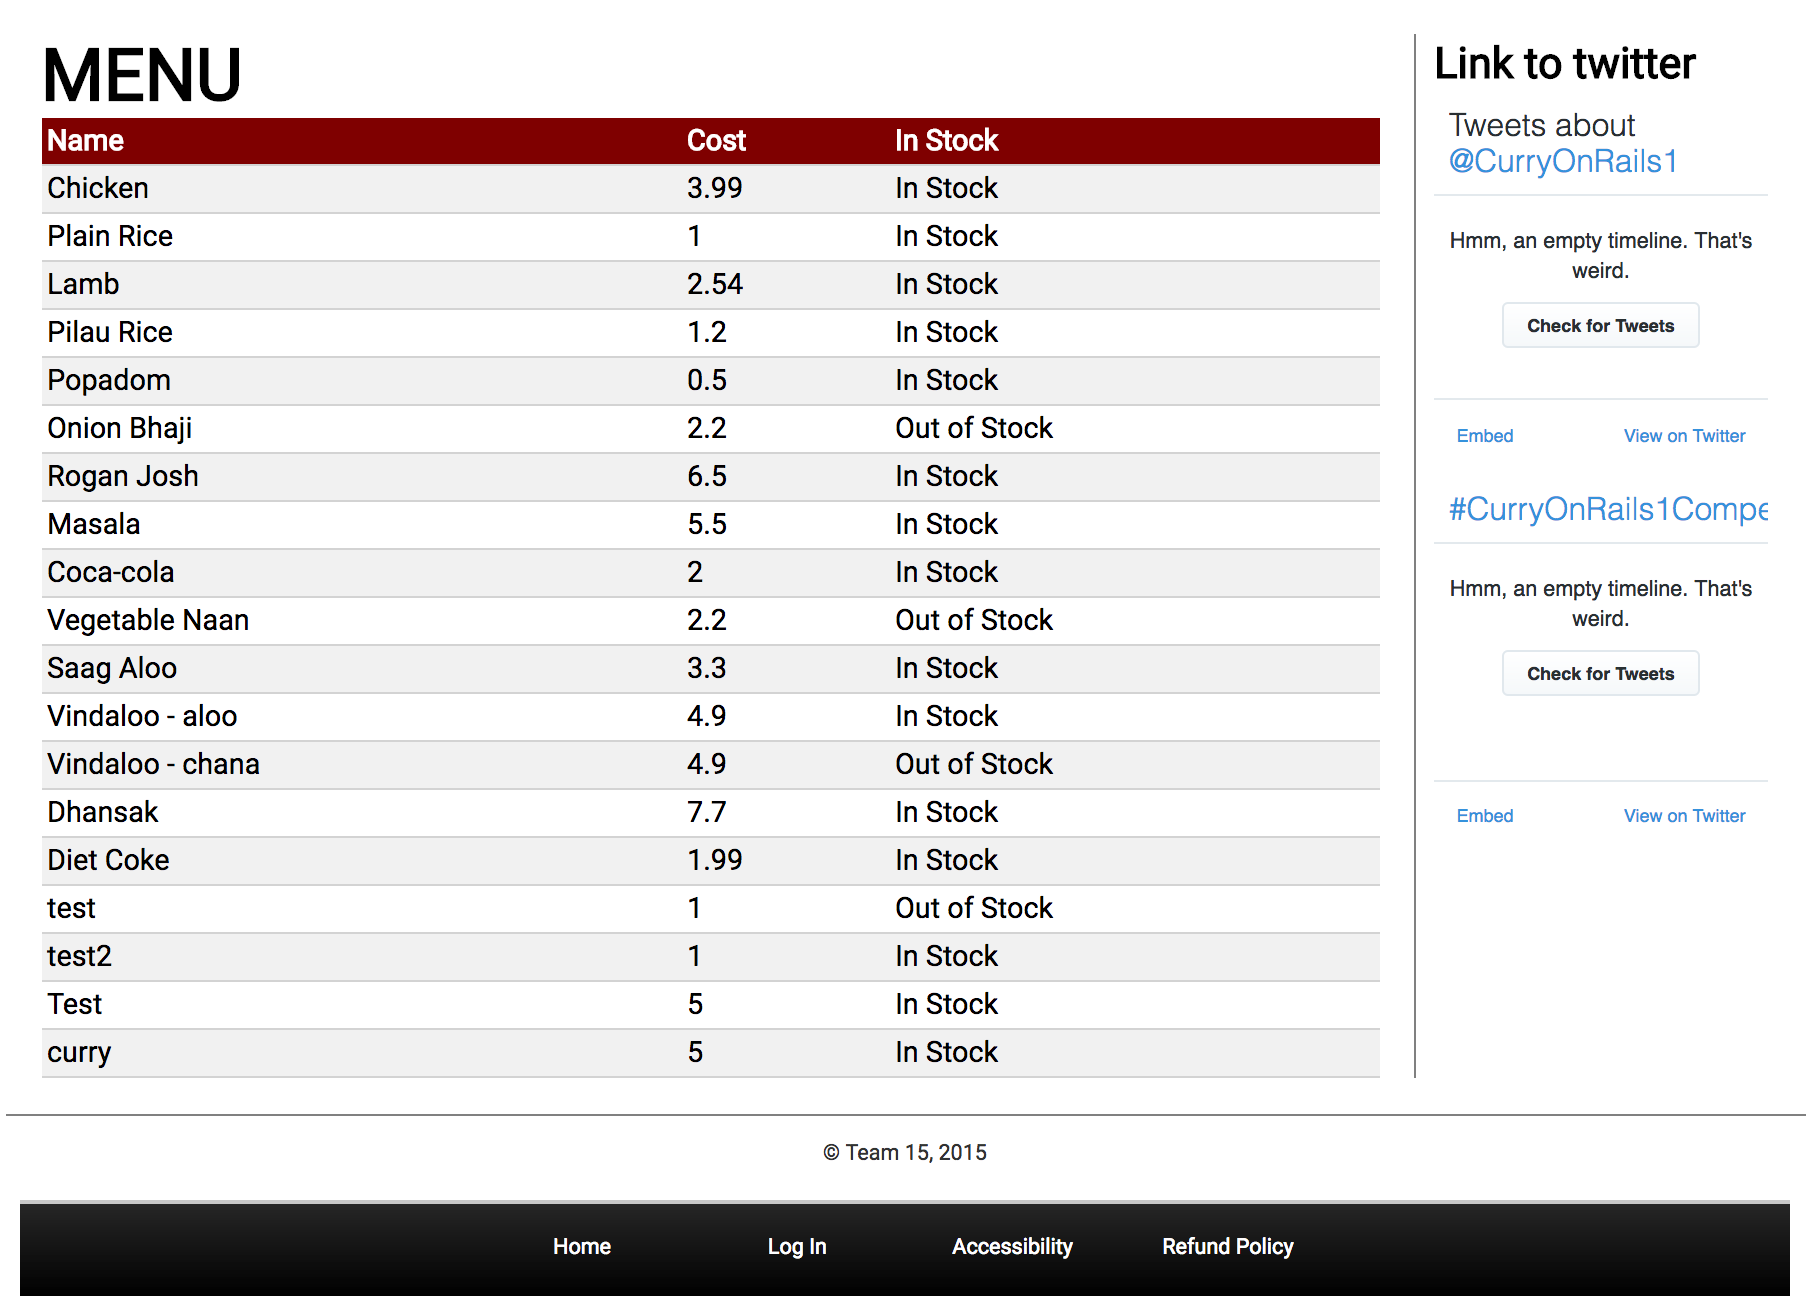 MENU
Name Cost In Stock
Chicken 3.99 In Stock
Plain Rice 1 In Stock
Lamb 2.54 In Stock
Pilau Rice 1.2 In Stock
Popadom 0.5 In Stock
Onion Bhaji 2.2 Out of Stock
Rogan Josh 6.5 In Stock
Masala 5.5 In Stock
Coca-cola 2 In Stock
Vegetable Naan 2.2 Out of Stock
Saag Aloo 3.3 In Stock
Vindaloo - aloo 4.9 In Stock
Vindaloo - chana 4.9 Out of Stock
Dhansak 7.7 In Stock
Diet Coke 1.99 In Stock
test 1 Out of Stock
test2 1 In Stock
Test 5 In Stock
curry 5 In Stock
Link to twitter
Tweets about
@CurryOnRails1
Hmm, an empty timeline. That's
weird.
Check for Tweets
Embed View on Twitter
#CurryOnRails1Compe
Hmm, an empty timeline. That's
weird.
Check for Tweets
Embed View on Twitter
© Team 15, 2015
Home Log In Accessibility Refund Policy